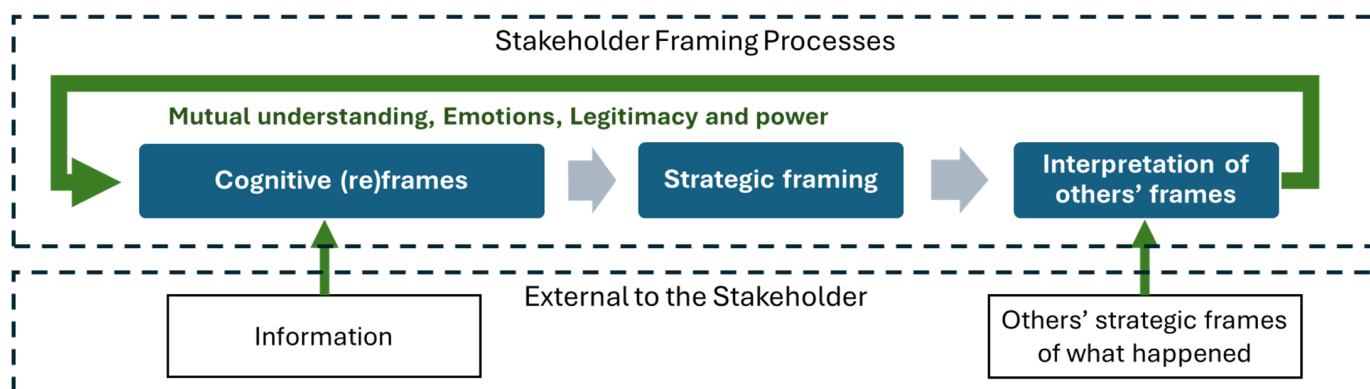 Stakeholder Framing Processes
Mutual understanding, Emotions, Legitimacy and power
Cognitive (re)frames
Strategic framing
Interpretation of
others’ frames
External to the Stakeholder
Information
Others’ strategic frames
of what happened